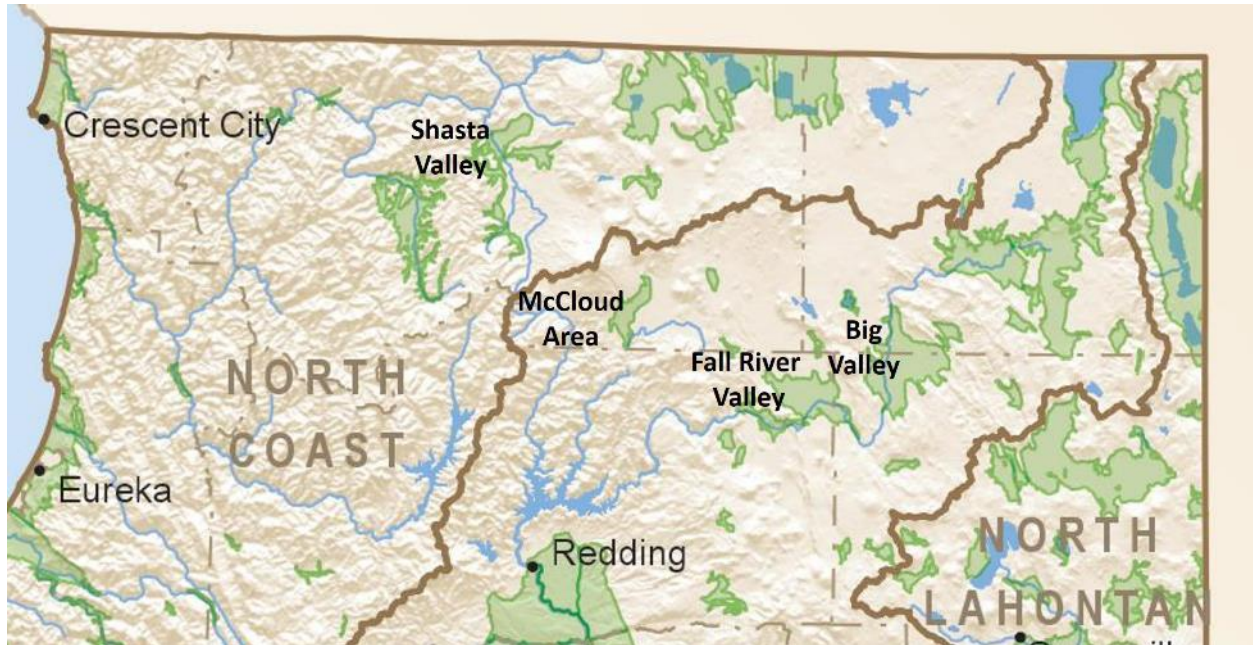 Crescent City
Shasta
Valley
McCloud
Area
Big
Valley
Fall River
Valley
NORTH
COAST
Eureka
Redding
NORTH
LAHONTAN